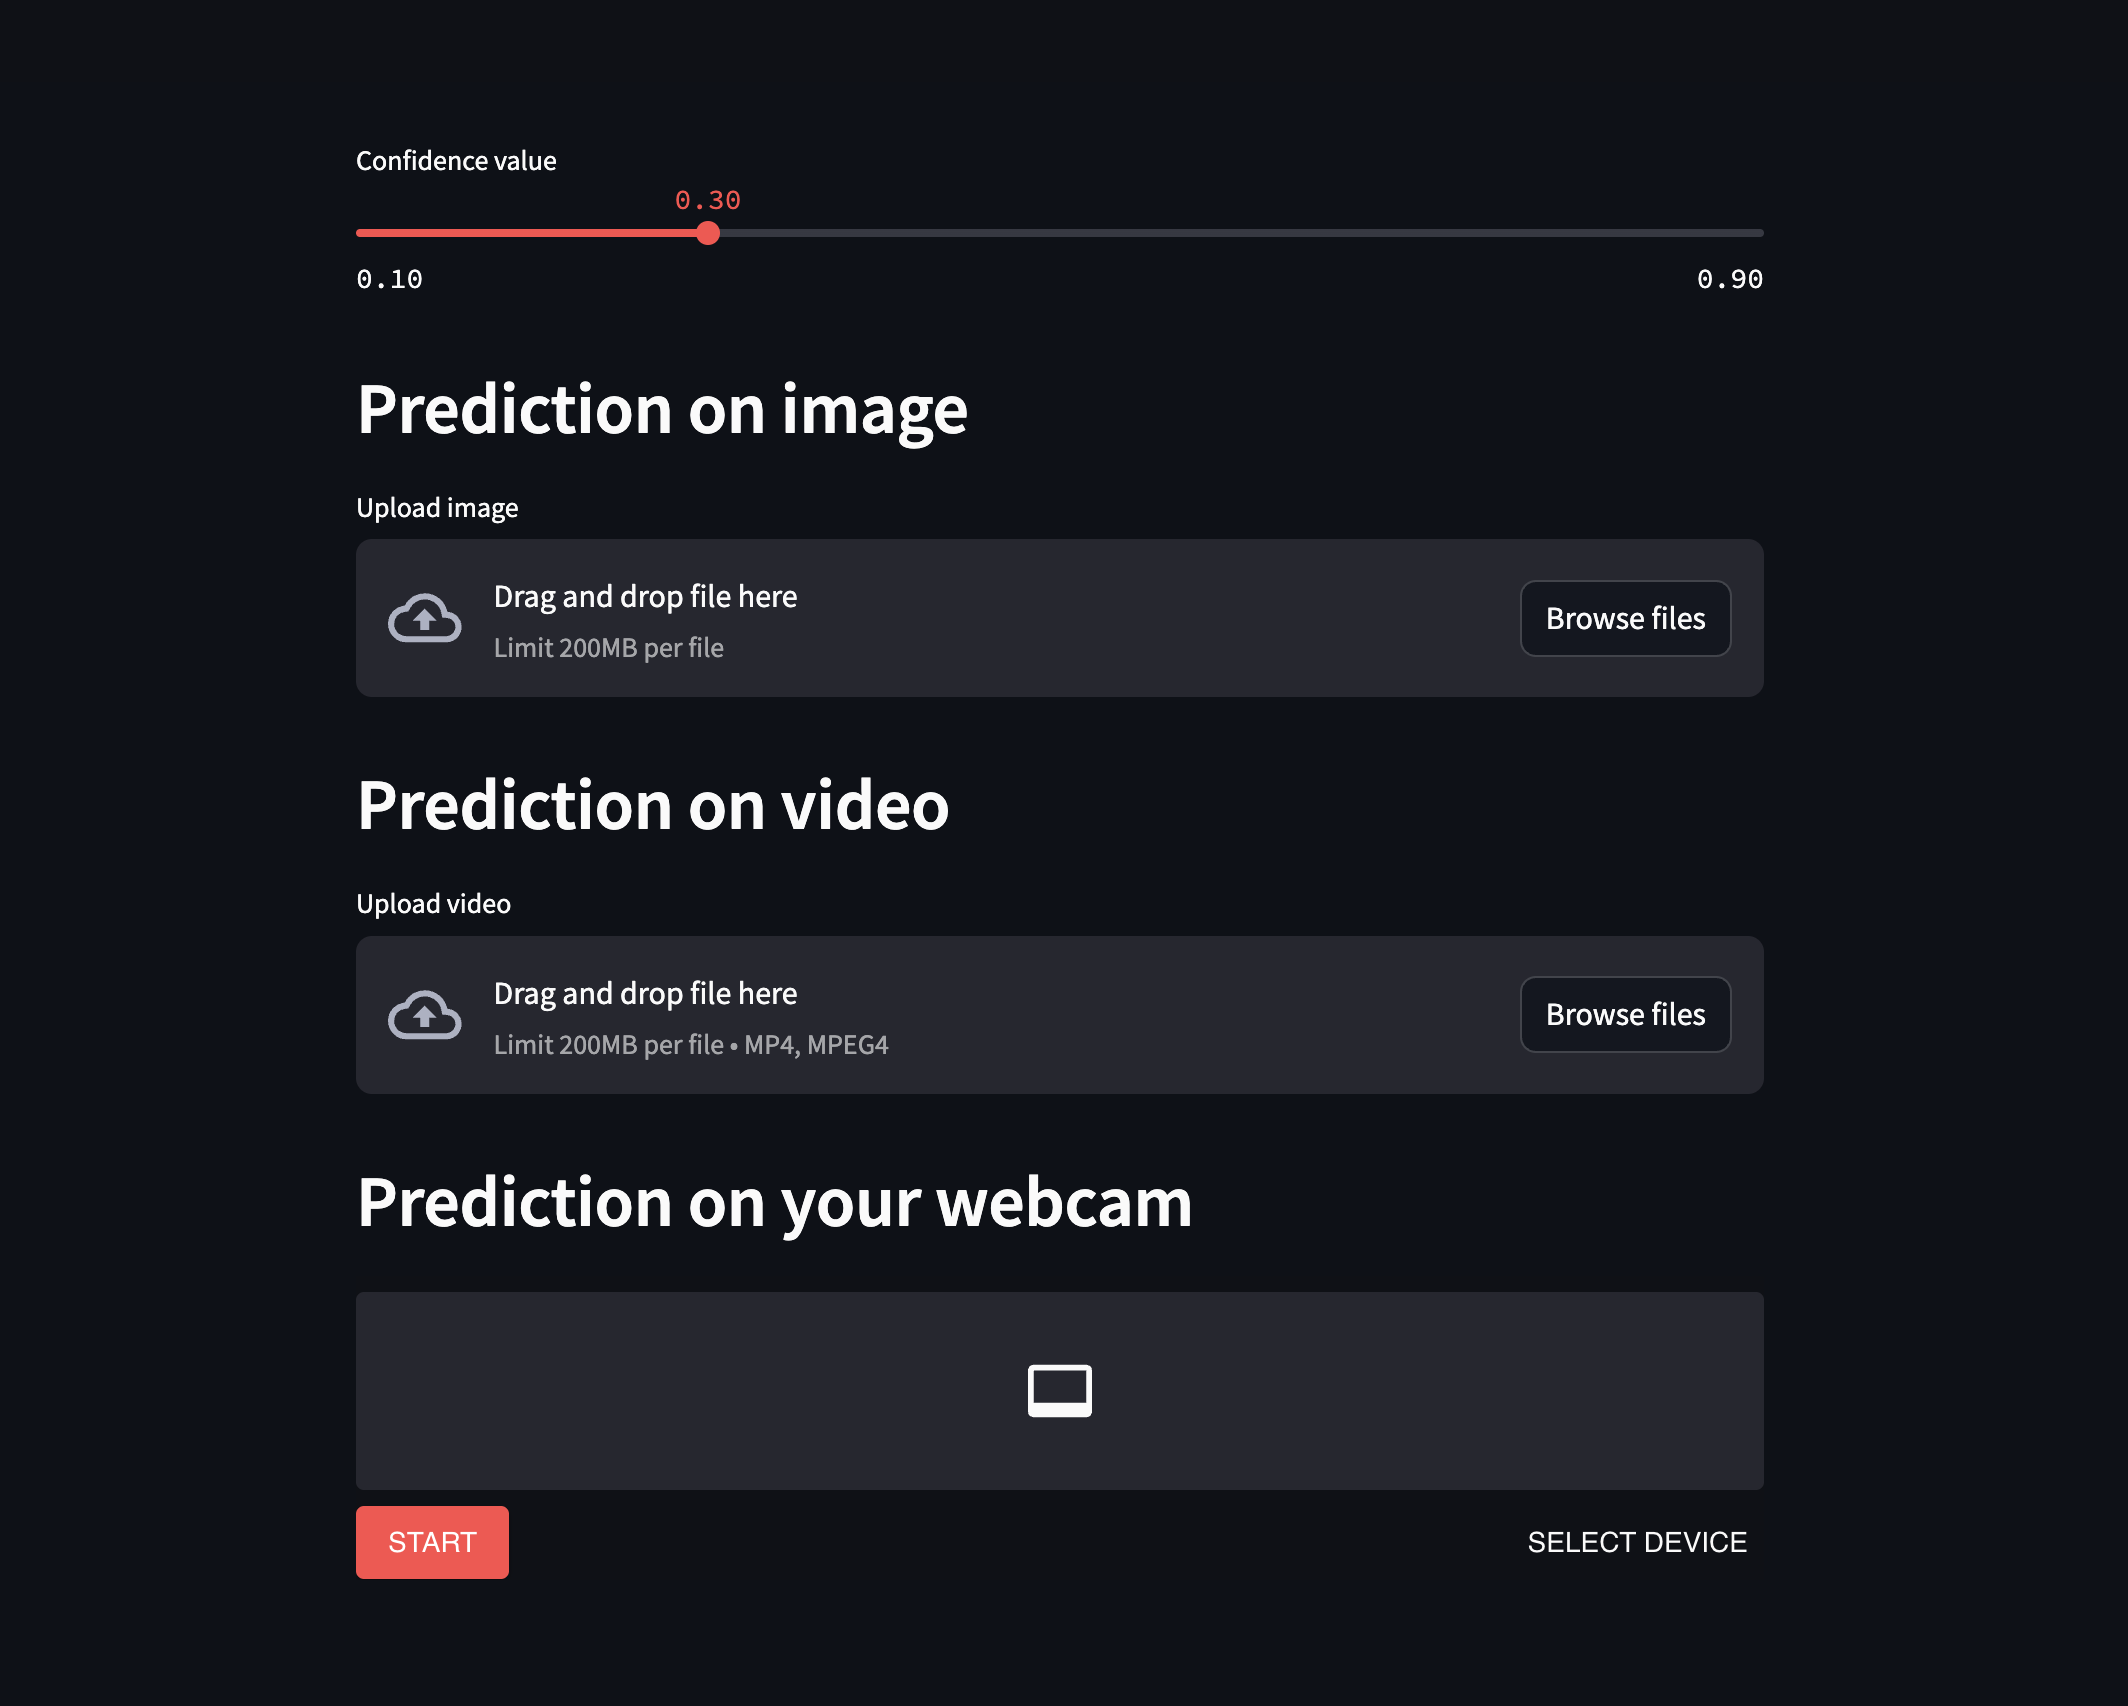 Confidence value
0.30
0.10 0.90
Prediction on image
Upload image
Drag and drop file here
Limit 200MB per file
Browse files
Prediction on video
Upload video
Drag and drop file here
Limit 200MB per file • MP4, MPEG4
Browse files
Prediction on your webcam
START SELECT DEVICE